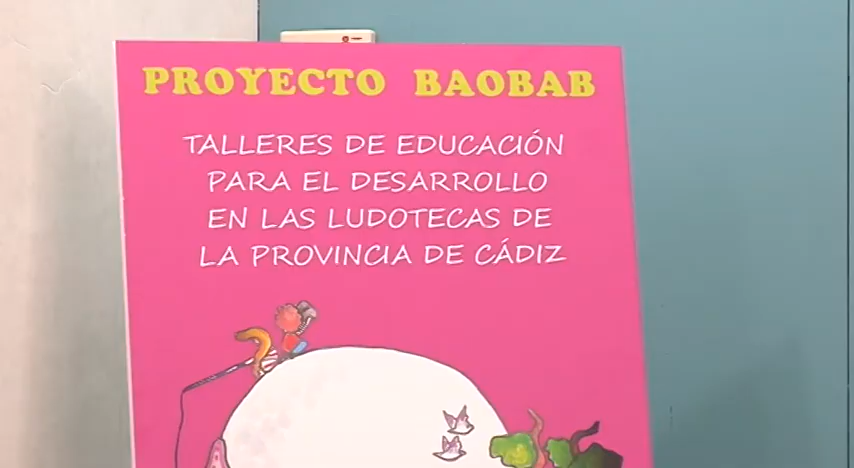 PROYECTO BAOBAB
TALLERES DE EDUCACIÓN
PARA EL DESARROLLO
EN LAS LUDOTECAS DE
LA PROVINCIA DE CÁDIZ